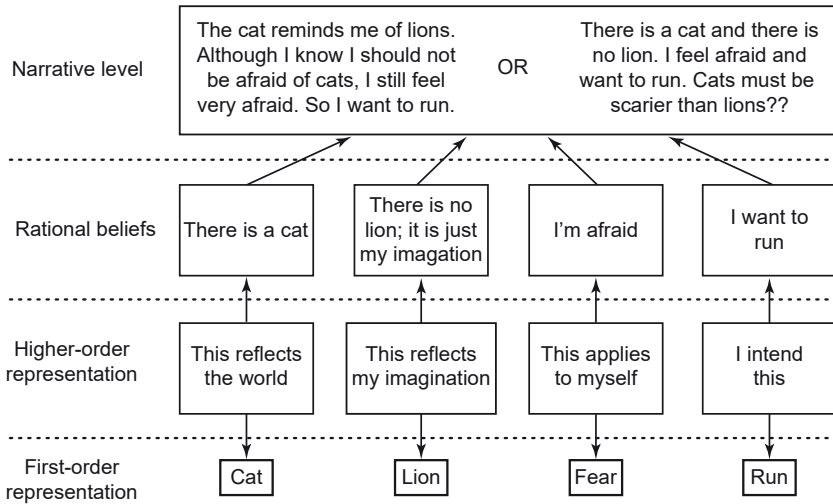 Narrative level
The cat reminds me of lions.
Although I know I should not
be afraid of cats, I still feel
very afraid. So I want to run.
OR
There is a cat and there is
no lion. I feel afraid and
want to run. Cats must be
scarier than lions??
Rational beliefs
There is a cat
There is no
lion; it is just
my imagation
I'm afraid
I want to
run
Higher-order
representation
This reflects
the world
This reflects
my imagination
This applies
to myself
I intend
this
First-order
representation
Cat
Lion
Fear
Run